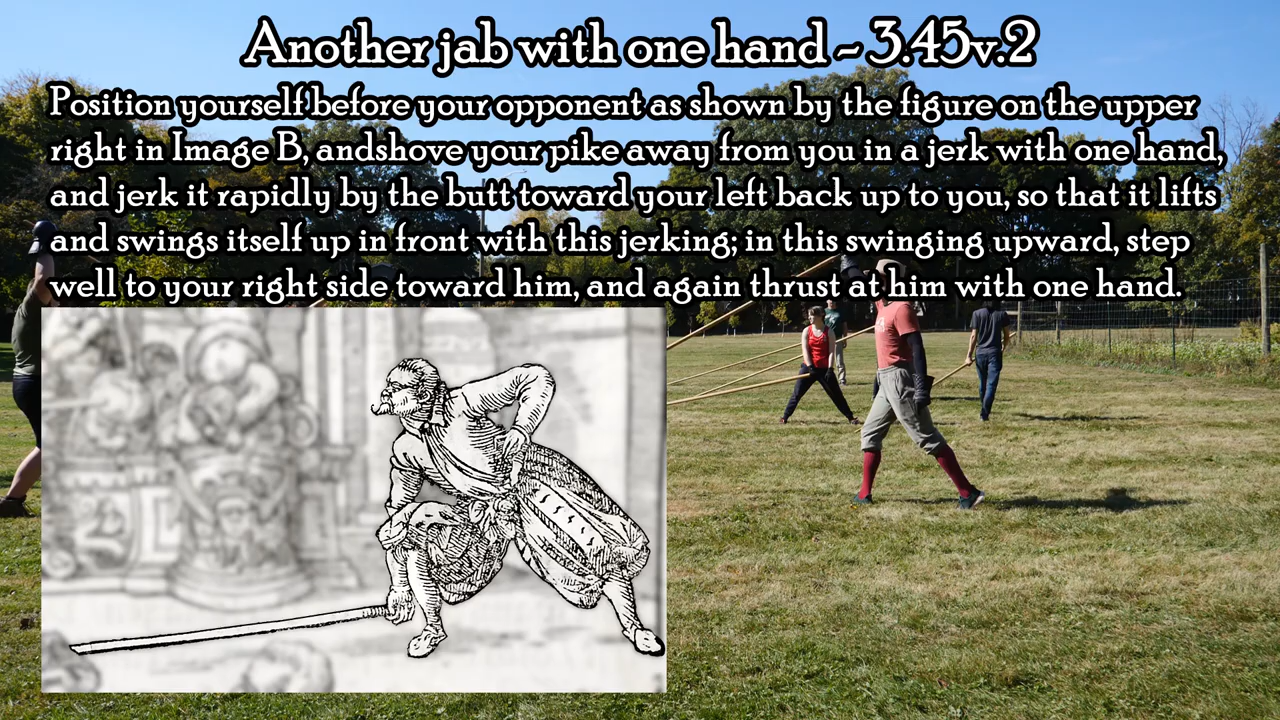 Another jab with one hand - 3.45v.2
Position yourself before your opponent as shown by the figure on the upper
right in Image B, andshove your pike away from you in a jerk with one hand,
and jerk it rapidly by the butt toward your left back up to you, so that it lifts
and swings itself up in front with this jerking; in this swinging upward, step
well to your right side toward him, and again thrust at him with one hand.